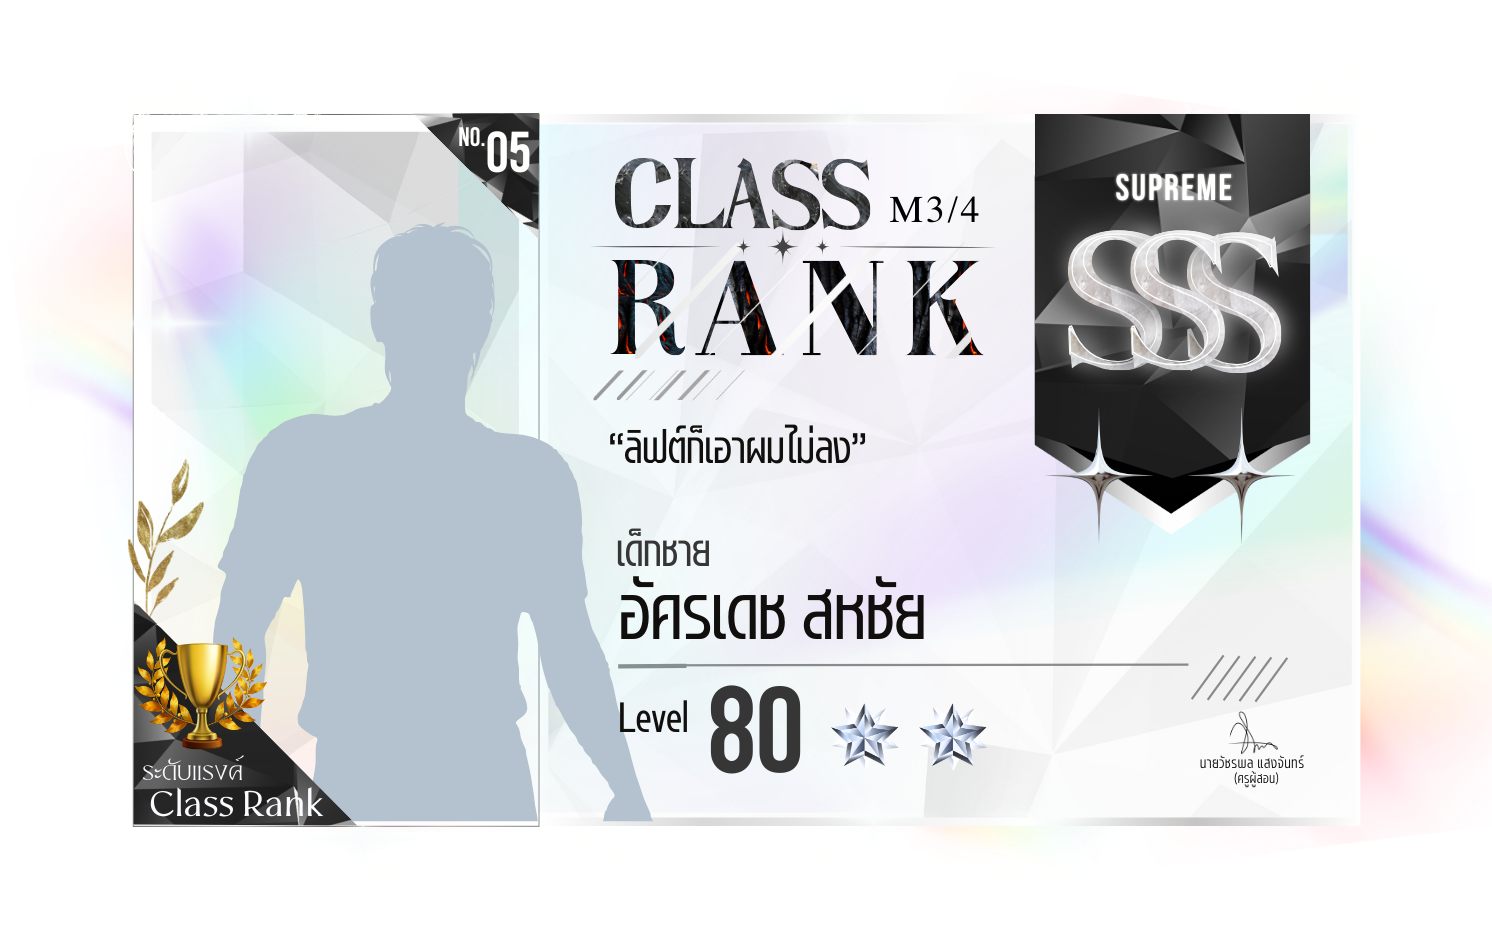 NO.05
CLASS M3/4
RANK
SUPREME
SSS
“ลิฟต์ก็เอาผมไม่ลง”
เด็กชาย
อัครเดช สหชัย
Level 80
นายวัชรพล แสงจันทร์
(ครูผู้สอน)
ระดับแรงค์
Class Rank